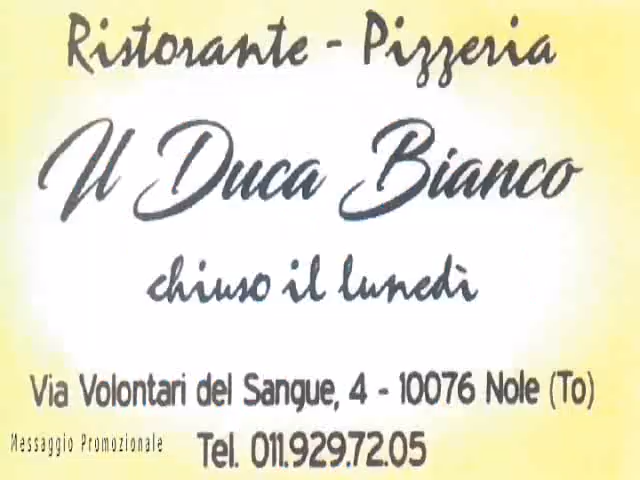 Ristorante - Pizzeria
Il Duca Bianco
chiuso il lunedì
Via Volontari del Sangue, 4 - 10076 Nole (To)
Messaggio Promozionale
Tel. 011.929.72.05